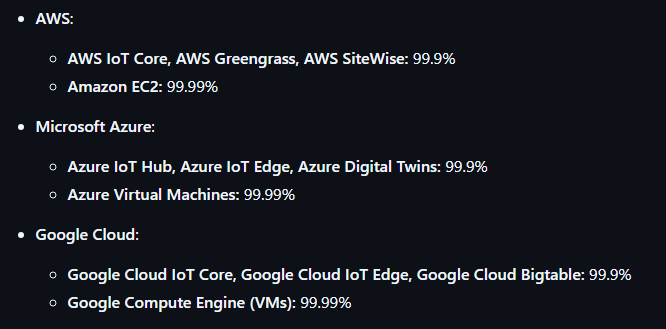 AWS:
AWS IoT Core, AWS Greengrass, AWS SiteWise: 99.9%
Amazon EC2: 99.99%
Microsoft Azure:
Azure IoT Hub, Azure IoT Edge, Azure Digital Twins: 99.9%
Azure Virtual Machines: 99.99%
Google Cloud:
Google Cloud IoT Core, Google Cloud IoT Edge, Google Cloud Bigtable: 99.9%
Google Compute Engine (VMs): 99.99%